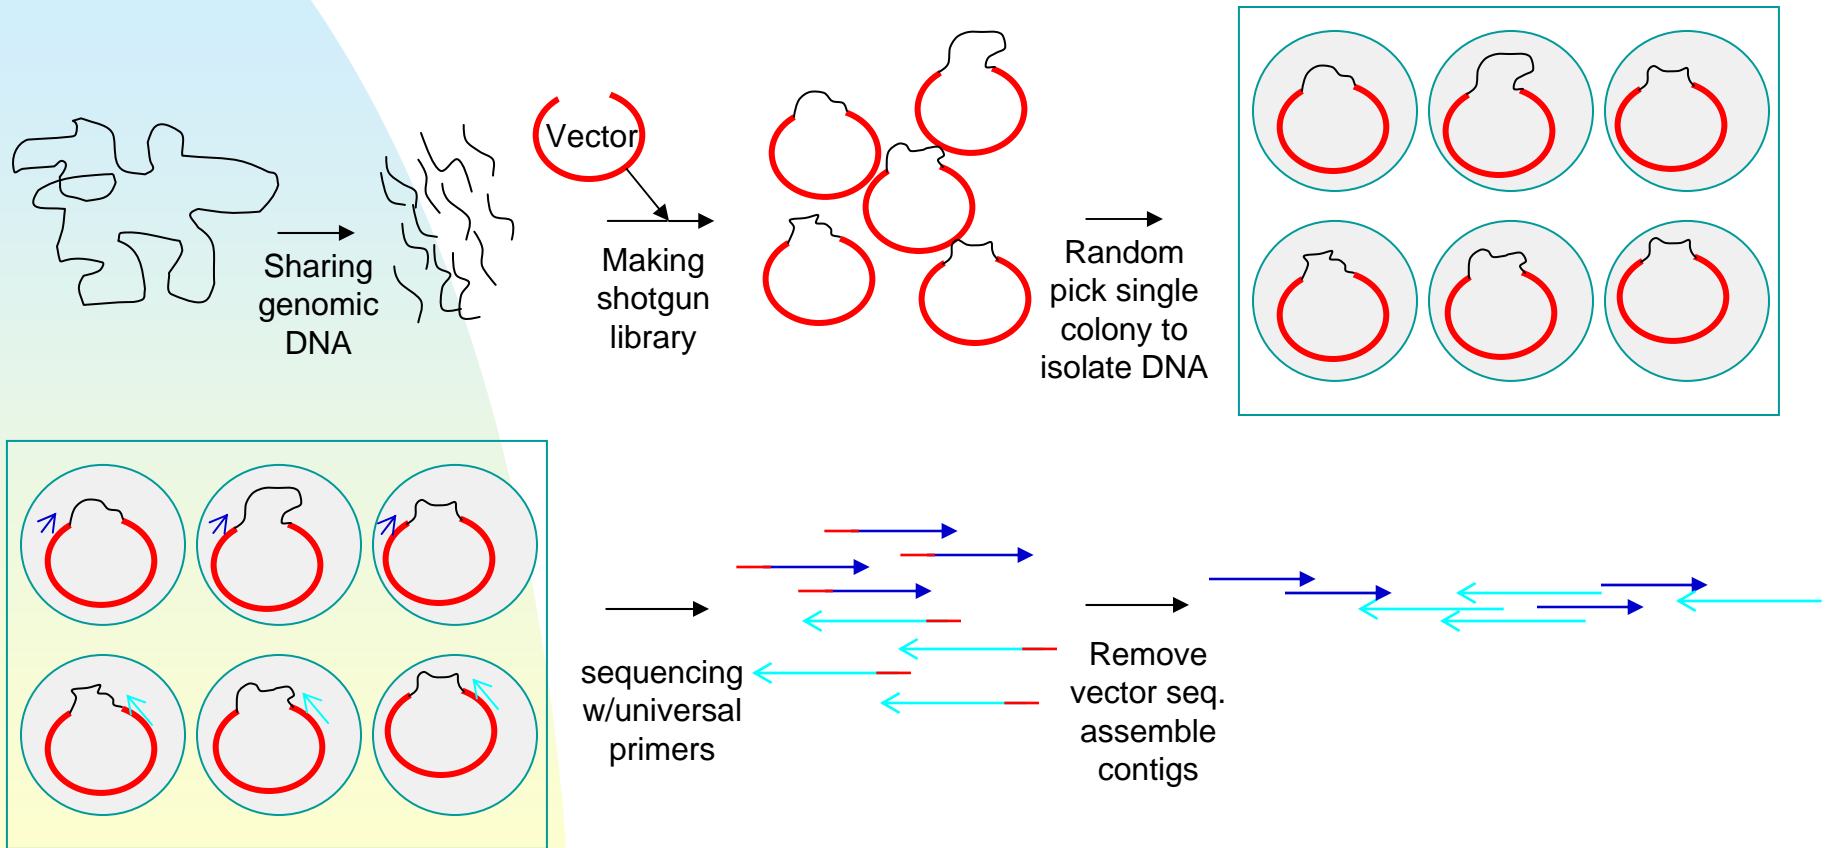 Vector
Sharing
genomic
DNA
Making
shotgun
library
Random
pick single
colony to
isolate DNA
sequencing
w/universal
primers
Remove
vector seq.
assemble
contigs